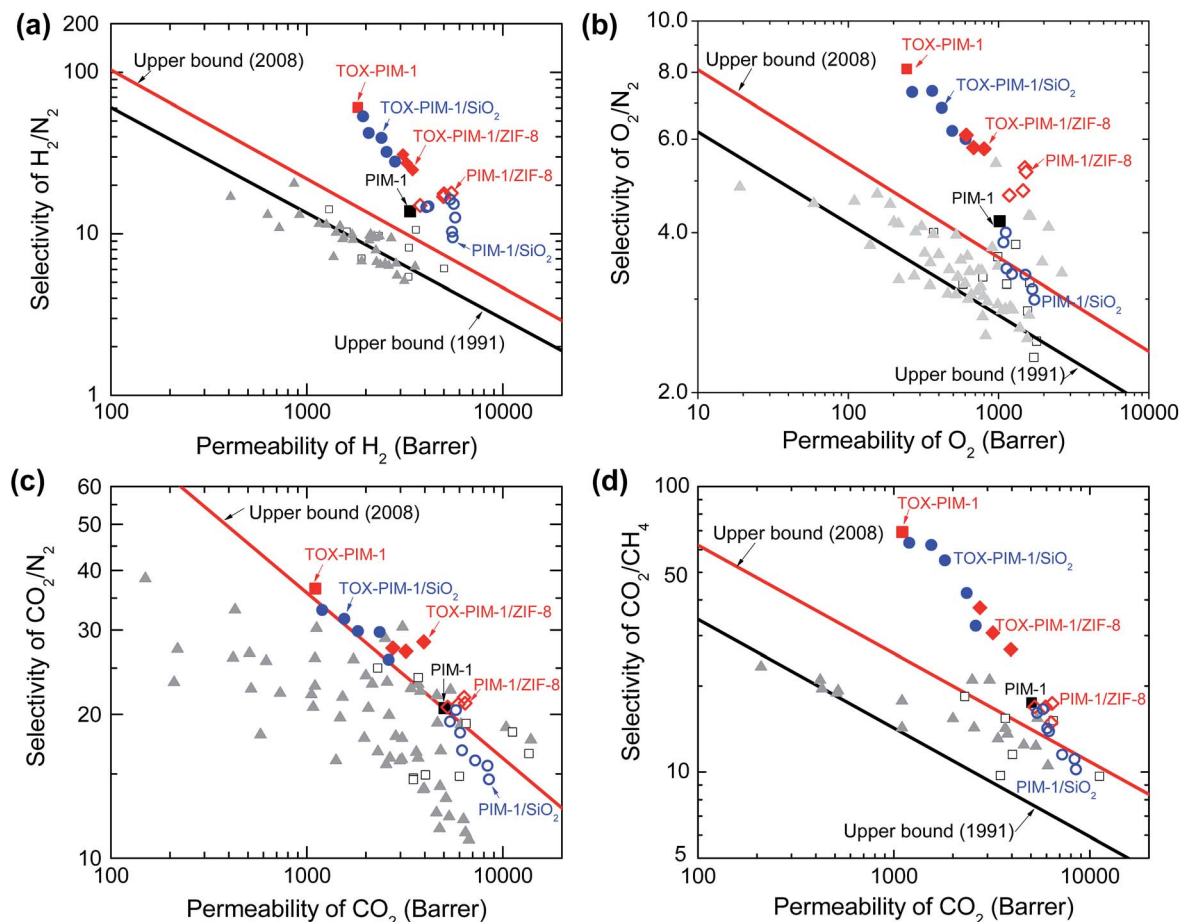 (a)
200
100
10
1
Selectivity of H2/N2
Upper bound (2008)
TOX-PIM-1
TOX-PIM-1/SiO2
TOX-PIM-1/ZIF-8
PIM-1
PIM-1/ZIF-8
PIM-1/SiO2
Upper bound (1991)
100 1000 10000
Permeability of H2 (Barrer)
(b)
10.0
8.0
6.0
4.0
2.0
Selectivity of O2/N2
Upper bound (2008)
TOX-PIM-1
TOX-PIM-1/SiO2
TOX-PIM-1/ZIF-8
PIM-1/ZIF-8
PIM-1
PIM-1/SiO2
Upper bound (1991)
10 100 1000 10000
Permeability of O2 (Barrer)
(c)
60
50
40
30
20
10
Selectivity of CO2/N2
Upper bound (2008)
TOX-PIM-1
TOX-PIM-1/SiO2
TOX-PIM-1/ZIF-8
PIM-1
PIM-1/ZIF-8
PIM-1/SiO2
100 1000 10000
Permeability of CO2 (Barrer)
(d)
100
50
10
5
Selectivity of CO2/CH4
Upper bound (2008)
TOX-PIM-1
TOX-PIM-1/SiO2
TOX-PIM-1/ZIF-8
PIM-1
PIM-1/ZIF-8
PIM-1/SiO2
Upper bound (1991)
100 1000 10000
Permeability of CO2 (Barrer)